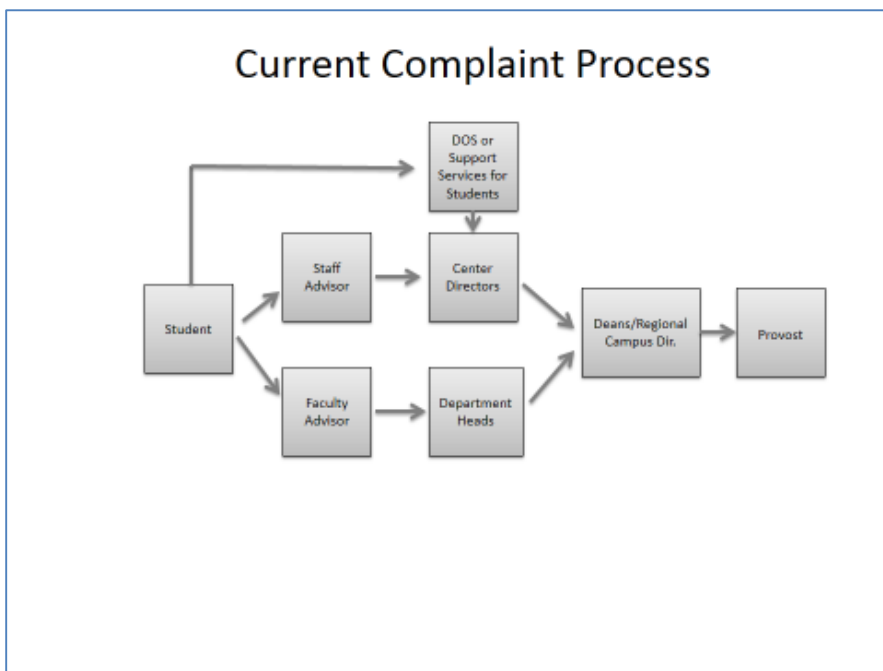 Current Complaint Process
DOS or
Support
Services for
Students
Staff
Advisor
Center
Directors
Student
Deans/Regional
Campus Dir.
Provost
Faculty
Advisor
Department
Heads